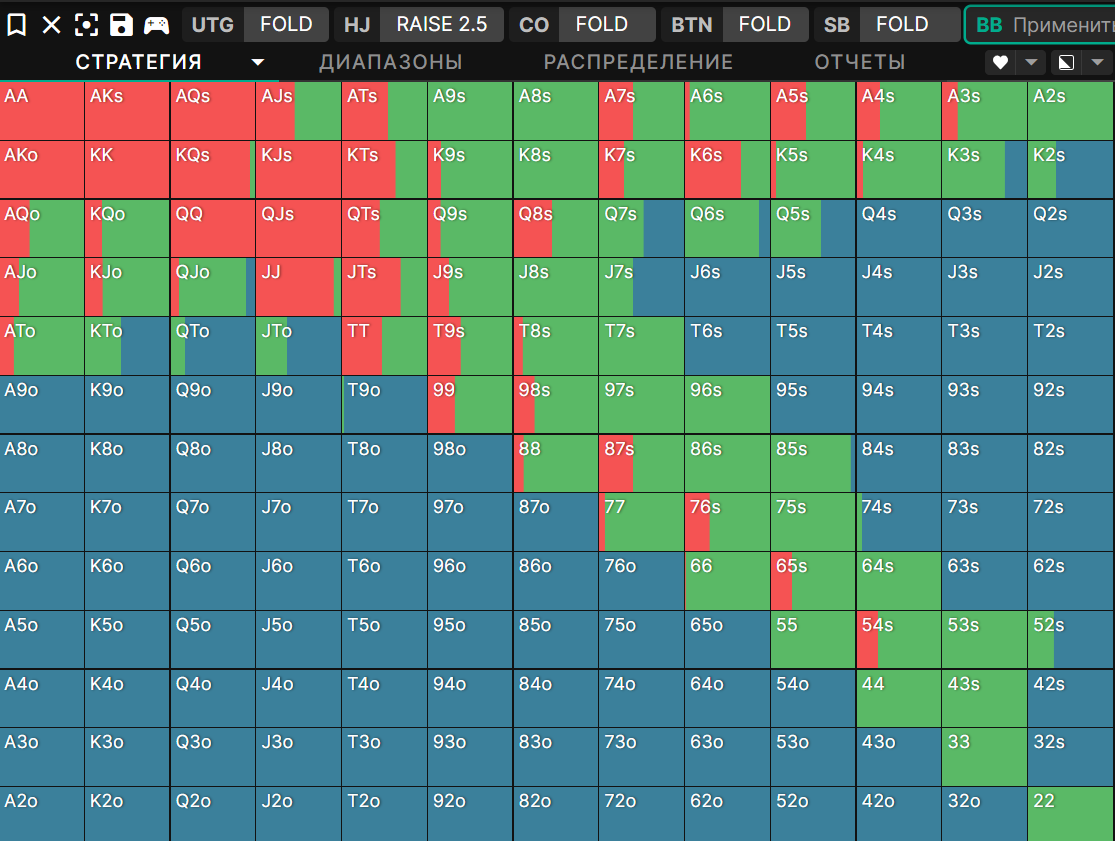 UTG FOLD HJ RAISE 2.5 CO FOLD BTN FOLD SB FOLD BB Применить
СТРАТЕГИЯ ДИАПАЗОНЫ РАСПРЕДЕЛЕНИЕ ОТЧЕТЫ
AA AKs AQs AJs ATs A9s A8s A7s A6s A5s A4s A3s A2s
AKo KK KQs KJs KTs K9s K8s K7s K6s K5s K4s K3s K2s
AQo KQo QQ QJs QTs Q9s Q8s Q7s Q6s Q5s Q4s Q3s Q2s
AJo KJo QJo JJ JTs J9s J8s J7s J6s J5s J4s J3s J2s
ATo KTo QTo JTo TT T9s T8s T7s T6s T5s T4s T3s T2s
A9o K9o Q9o J9o T9o 99 98s 97s 96s 95s 94s 93s 92s
A8o K8o Q8o J8o T8o 98o 88 87s 86s 85s 84s 83s 82s
A7o K7o Q7o J7o T7o 97o 87o 77 76s 75s 74s 73s 72s
A6o K6o Q6o J6o T6o 96o 86o 76o 66 65s 64s 63s 62s
A5o K5o Q5o J5o T5o 95o 85o 75o 65o 55 54s 53s 52s
A4o K4o Q4o J4o T4o 94o 84o 74o 64o 54o 44 43s 42s
A3o K3o Q3o J3o T3o 93o 83o 73o 63o 53o 43o 33 32s
A2o K2o Q2o J2o T2o 92o 82o 72o 62o 52o 42o 32o 22